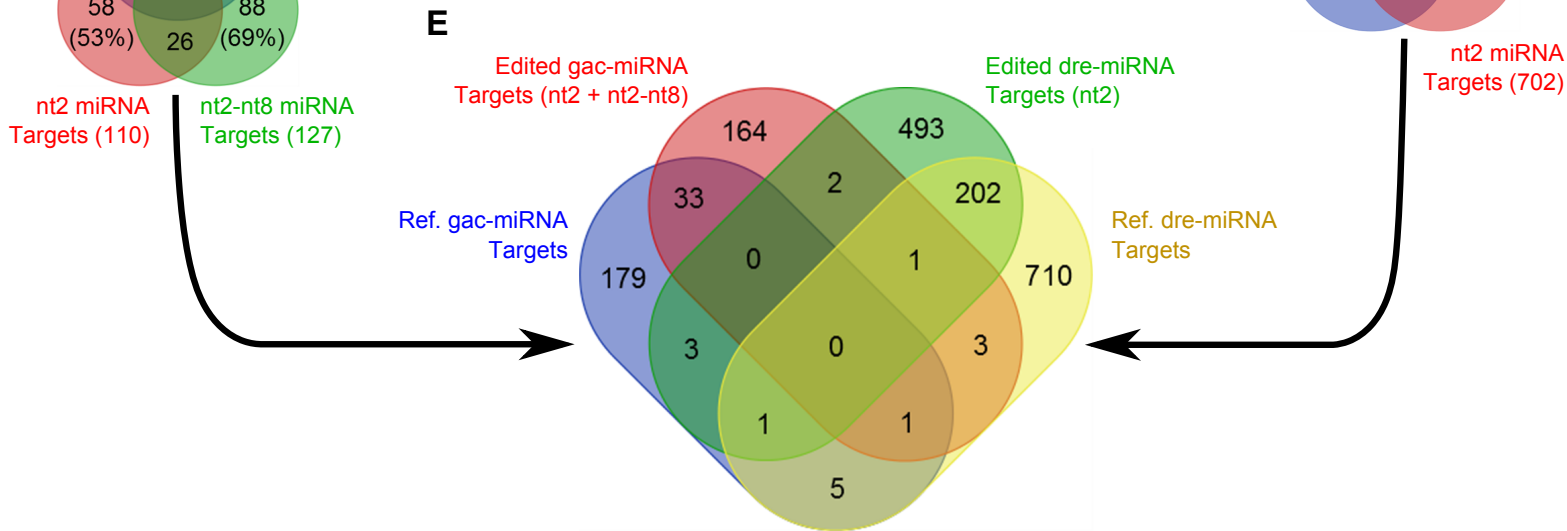 58
(53%)
26
88
(69%)
nt2 miRNA
Targets (110)
nt2-nt8 miRNA
Targets (127)
E
nt2 miRNA
Targets (702)
Edited gac-miRNA
Targets (nt2 + nt2-nt8)
Edited dre-miRNA
Targets (nt2)
Ref. gac-miRNA
Targets
Ref. dre-miRNA
Targets
164
493
33
2
202
179
0
1
710
3
0
3
1
1
5